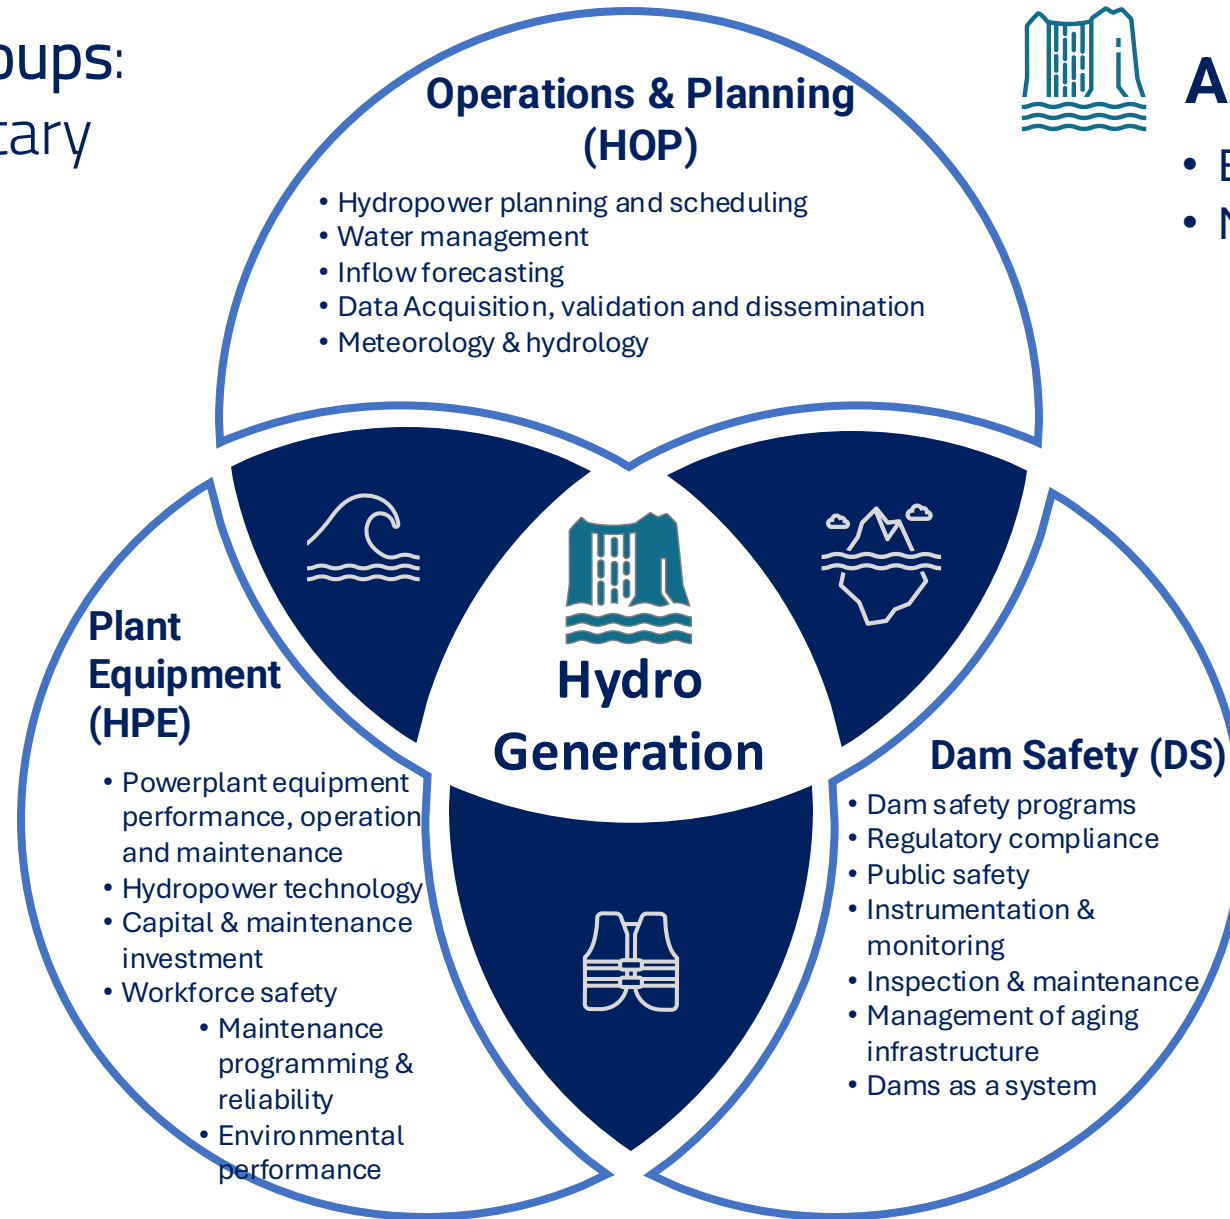 Operations & Planning
(HOP)
• Hydropower planning and scheduling
• Water management
• Inflow forecasting
• Data Acquisition, validation and dissemination
• Meteorology & hydrology
Hydro
Generation
Plant
Equipment
(HPE)
• Powerplant equipment
performance, operation
and maintenance
• Hydropower technology
• Capital & maintenance
investment
• Workforce safety
• Maintenance
programming &
reliability
• Environmental
performance
Dam Safety (DS)
• Dam safety programs
• Regulatory compliance
• Public safety
• Instrumentation &
monitoring
• Inspection & maintenance
• Management of aging
infrastructure
• Dams as a system